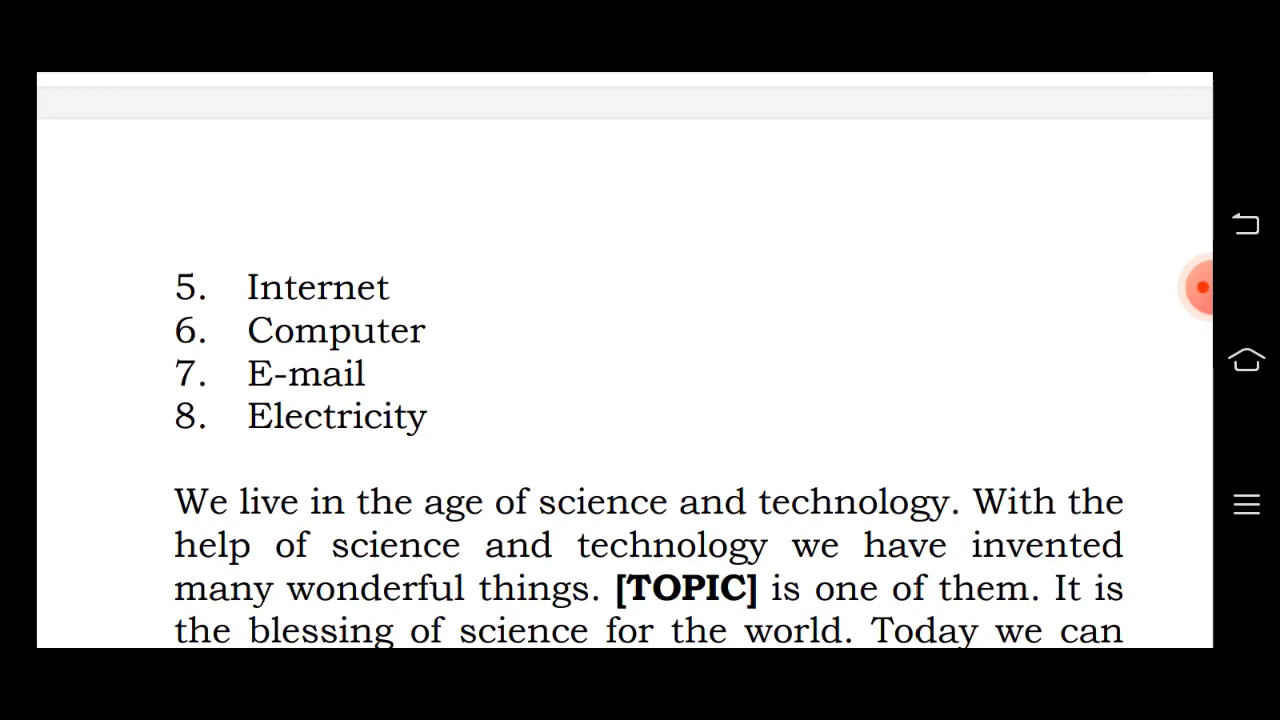 5. Internet
6. Computer
7. E-mail
8. Electricity
We live in the age of science and technology. With the
help of science and technology we have invented
many wonderful things. [TOPIC] is one of them. It is
the blessing of science for the world. Today we can